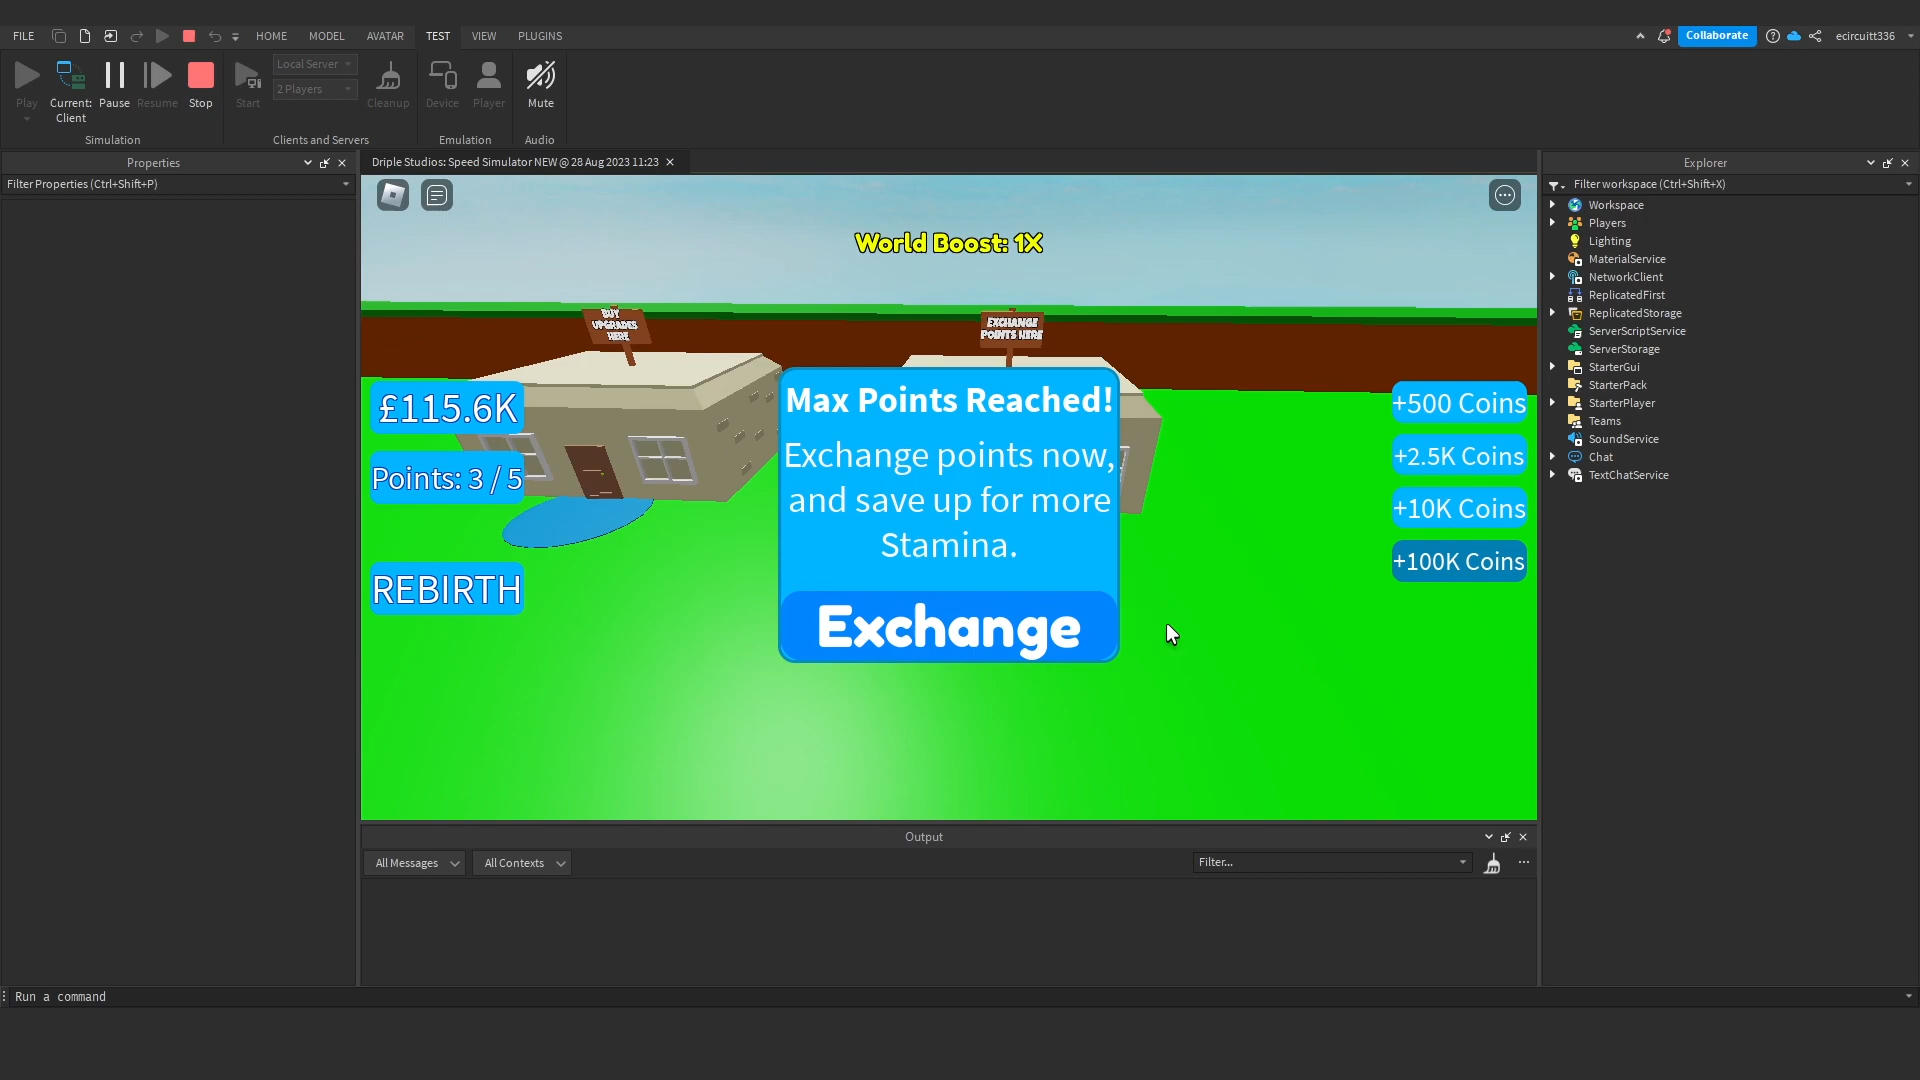 FILE HOME MODEL AVATAR TEST VIEW PLUGINS Collaborate ecircuitt336
Play Current: Client Pause Resume Stop Start Local Server 2 Players Cleanup Device Player Mute
Simulation Clients and Servers Emulation Audio
Properties
Filter Properties (Ctrl+Shift+P)
Driple Studios: Speed Simulator NEW @ 28 Aug 2023 11:23
World Boost: 1X
BUY
UPGRADES
HERE
EXCHANGE
POINTS HERE
£115.6K
Points: 3 / 5
REBIRTH
Max Points Reached!
Exchange points now,
and save up for more
Stamina.
Exchange
+500 Coins
+2.5K Coins
+10K Coins
+100K Coins
Explorer
Filter workspace (Ctrl+Shift+X)
Workspace
Players
Lighting
MaterialService
NetworkClient
ReplicatedFirst
ReplicatedStorage
ServerScriptService
ServerStorage
StarterGui
StarterPack
StarterPlayer
Teams
SoundService
Chat
TextChatService
Output
All Messages All Contexts Filter...
Run a command